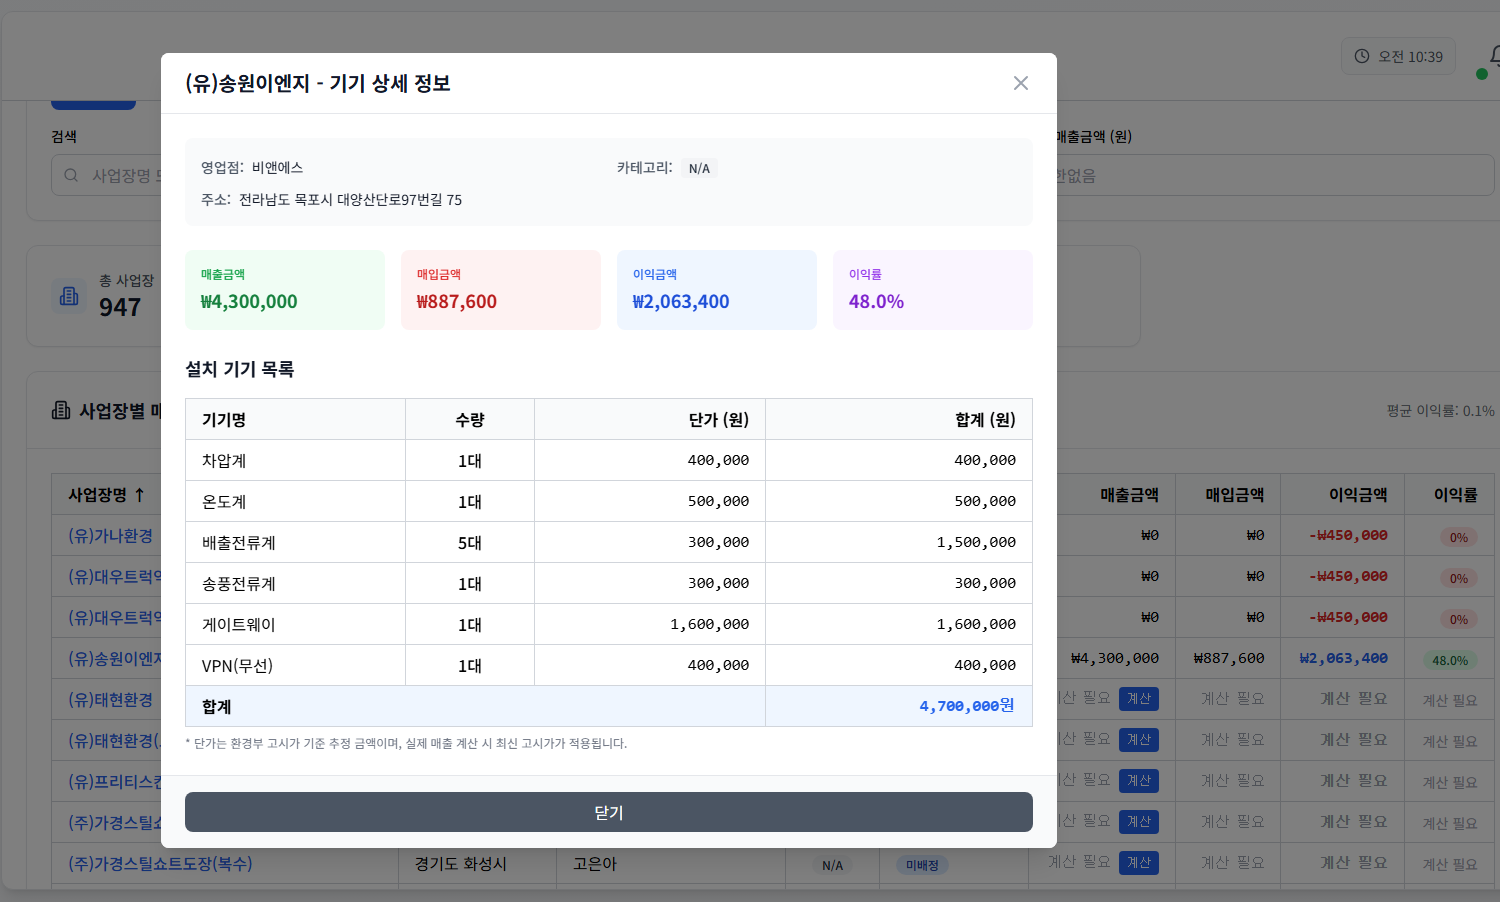 오전 10:39
(유)송원이엔지 - 기기 상세 정보
검색
매출금액 (원)
사업장명
한없음
영업점: 비앤에스
카테고리: N/A
주소: 전라남도 목포시 대양산단로97번길 75
총 사업장
947
매출금액
₩4,300,000
매입금액
₩887,600
이익금액
₩2,063,400
이익률
48.0%
설치 기기 목록
사업장별
평균 이익률: 0.1%
기기명 수량 단가 (원) 합계 (원)
차압계 1대 400,000 400,000
온도계 1대 500,000 500,000
배출전류계 5대 300,000 1,500,000
송풍전류계 1대 300,000 300,000
게이트웨이 1대 1,600,000 1,600,000
VPN(무선) 1대 400,000 400,000
합계 4,700,000원
* 단가는 환경부 고시가 기준 추정 금액이며, 실제 매출 계산 시 최신 고시가가 적용됩니다.
닫기
사업장명 ↑ 매출금액 매입금액 이익금액 이익률
(유)가나환경 ₩0 ₩0 -₩450,000 0%
(유)대우트럭 ₩0 ₩0 -₩450,000 0%
(유)대우트럭 ₩0 ₩0 -₩450,000 0%
(유)송원이엔지 ₩4,300,000 ₩887,600 ₩2,063,400 48.0%
(유)태현환경 계산 필요 계산 계산 필요 계산 필요 계산 필요
(유)태현환경( 계산 필요 계산 계산 필요 계산 필요 계산 필요
(유)프리티스 계산 필요 계산 계산 필요 계산 필요 계산 필요
(주)가경스틸 계산 필요 계산 계산 필요 계산 필요 계산 필요
(주)가경스틸쇼트도장(복수) 경기도 화성시 고은아 N/A 미배정 계산 필요 계산 계산 필요 계산 필요 계산 필요